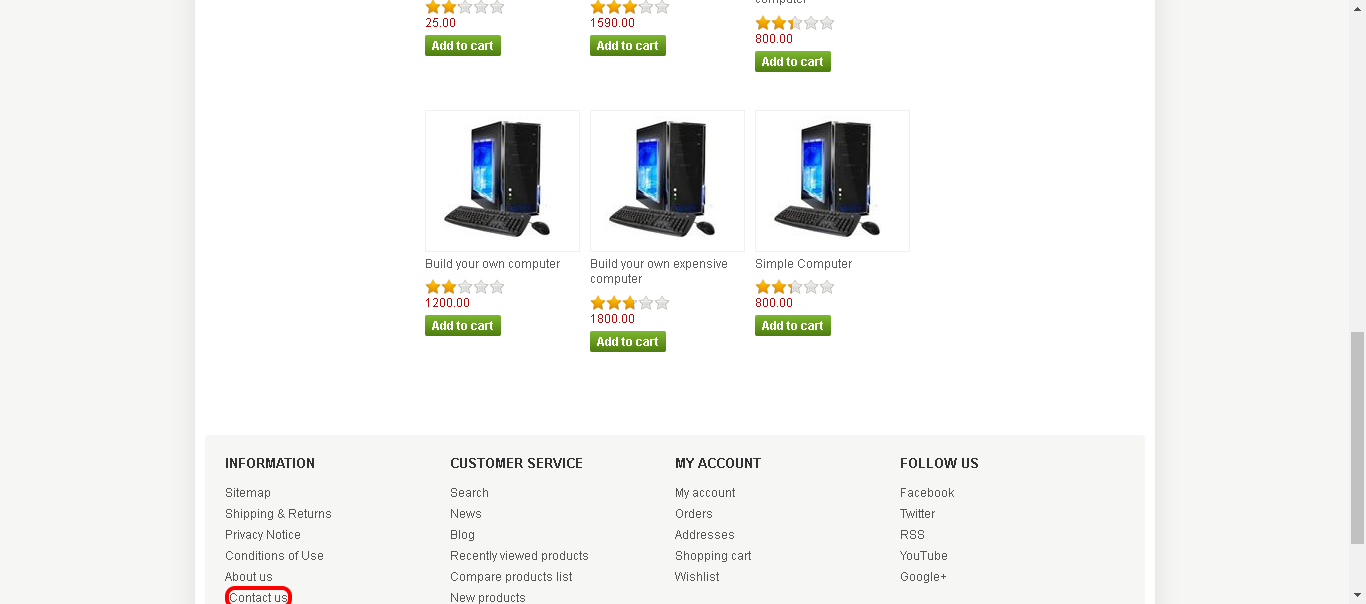 computer
25.00
1590.00
800.00
Add to cart
Add to cart
Add to cart
Build your own computer
Build your own expensive
computer
Simple Computer
1200.00
1800.00
800.00
Add to cart
Add to cart
Add to cart
INFORMATION
Sitemap
Shipping & Returns
Privacy Notice
Conditions of Use
About us
Contact us
CUSTOMER SERVICE
Search
News
Blog
Recently viewed products
Compare products list
New products
MY ACCOUNT
My account
Orders
Addresses
Shopping cart
Wishlist
FOLLOW US
Facebook
Twitter
RSS
YouTube
Google+